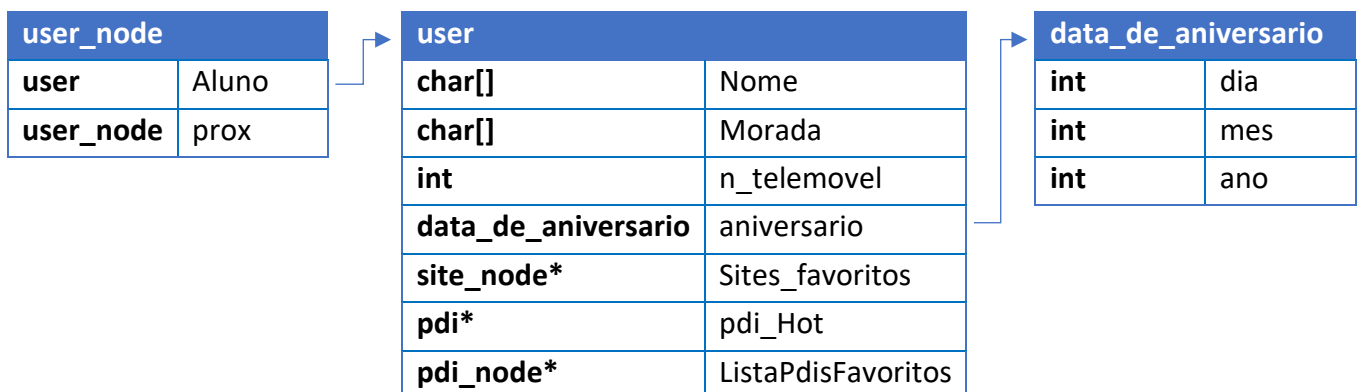 user_node
user Aluno
user_node prox
user
char[] Nome
char[] Morada
int n_telemovel
data_de_aniversario aniversario
site_node* Sites_favoritos
pdi* pdi_Hot
pdi_node* ListaPdisFavoritos
data_de_aniversario
int dia
int mes
int ano